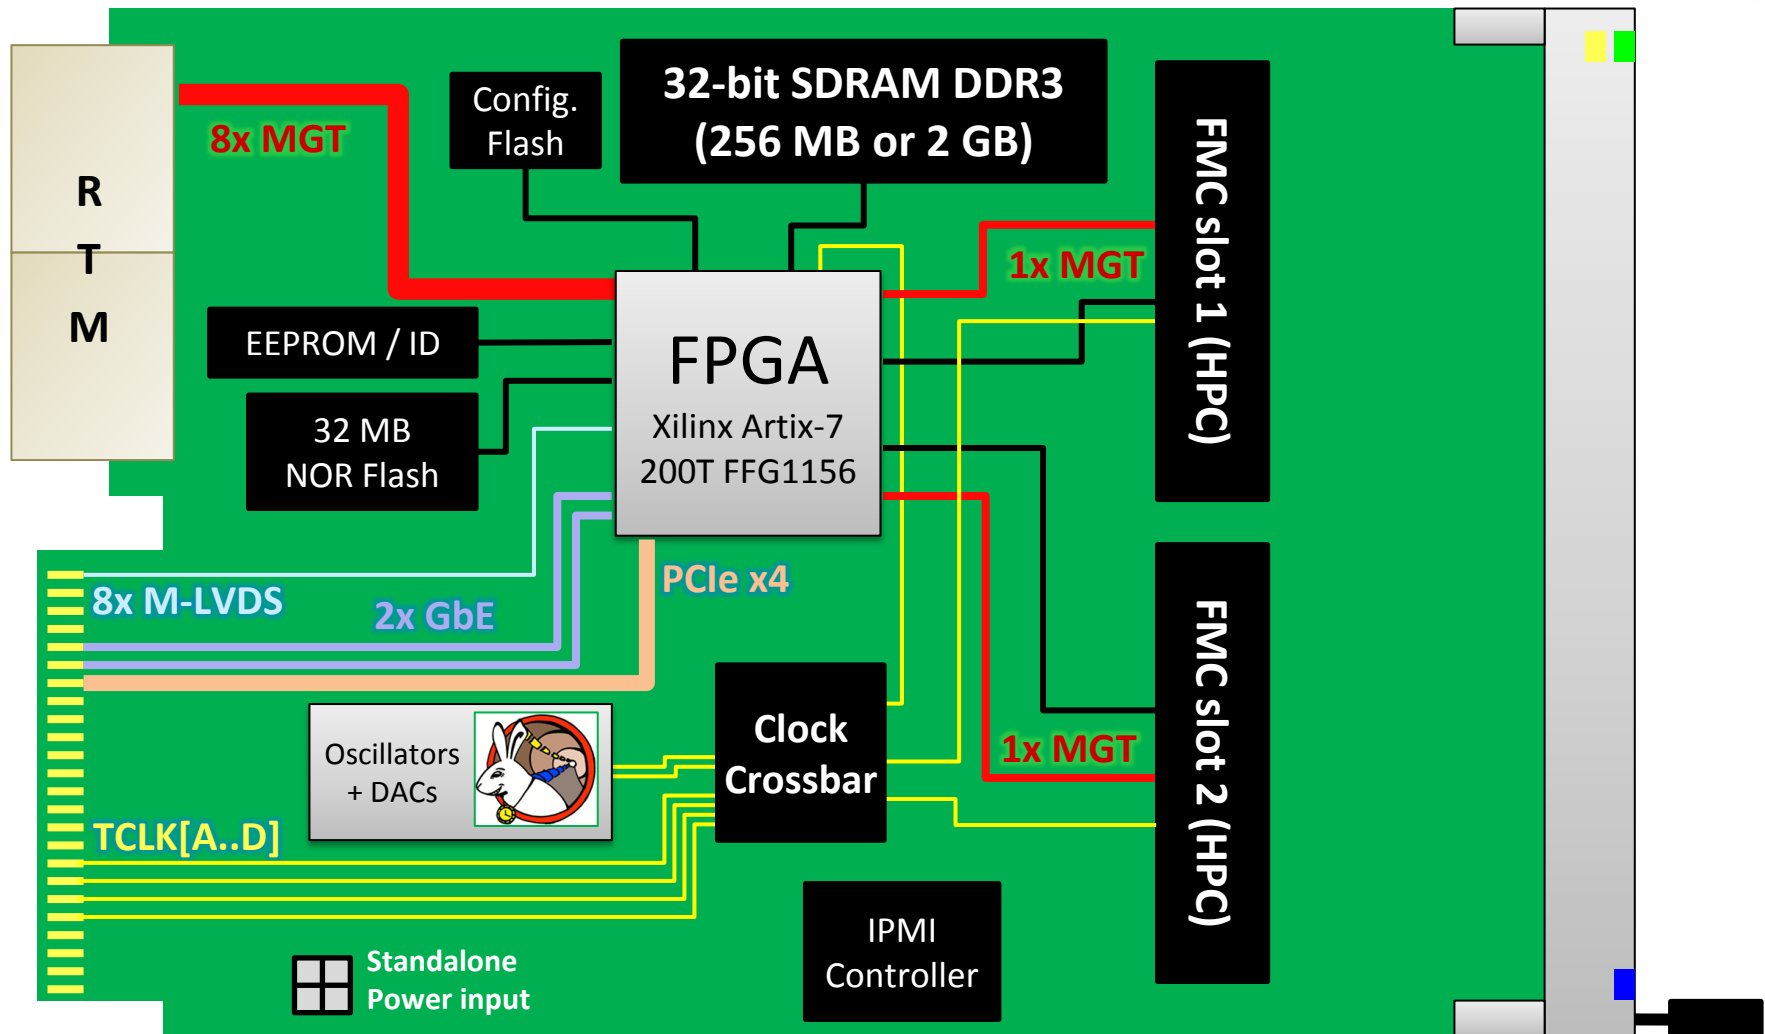 R
T
M
8x MGT
Config.
Flash
32-bit SDRAM DDR3
(256 MB or 2 GB)
FMC slot 1 (HPC)
1x MGT
EEPROM / ID
32 MB
NOR Flash
FPGA
Xilinx Artix-7
200T FFG1156
8x M-LVDS
2x GbE
PCIe x4
Oscillators
+ DACs
Clock
Crossbar
1x MGT
FMC slot 2 (HPC)
TCLK[A..D]
Standalone
Power input
IPMI
Controller